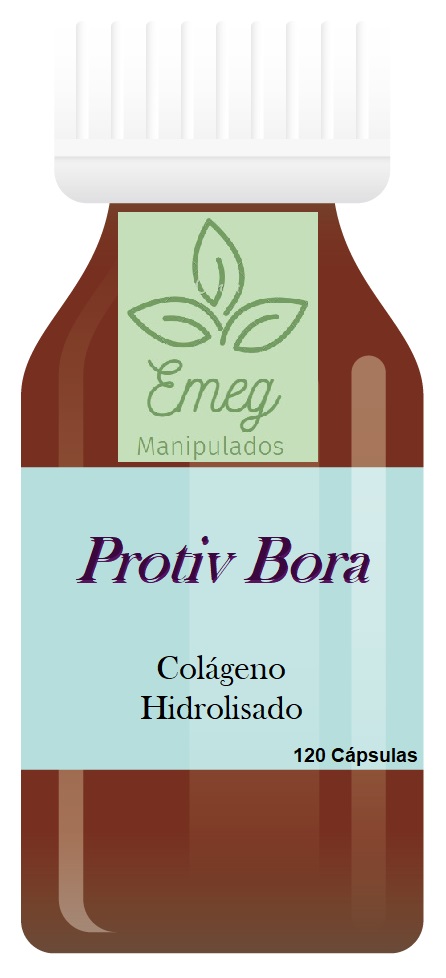 Emeg
Manipulados
Protiv Bora
Colágeno
Hidrolisado
120 Cápsulas